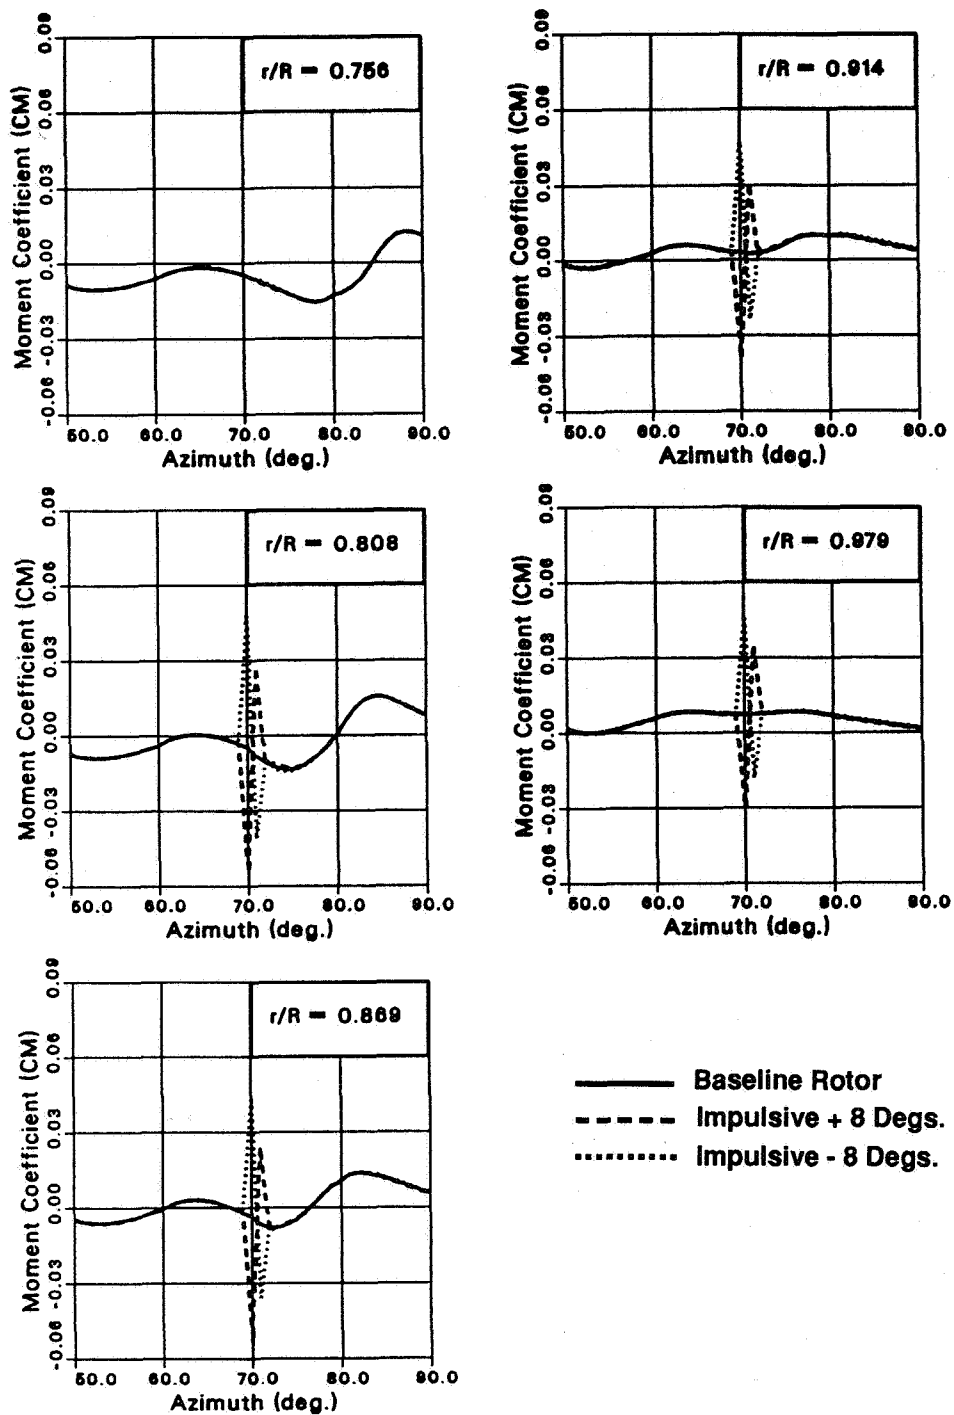 r/R = 0.756
0.09
0.06
0.03
0.00
-0.03
-0.06
Moment Coefficient (CM)
50.0 60.0 70.0 80.0 90.0
Azimuth (deg.)
r/R = 0.914
0.09
0.06
0.03
0.00
-0.03
-0.06
Moment Coefficient (CM)
50.0 60.0 70.0 80.0 90.0
Azimuth (deg.)
r/R = 0.808
0.09
0.06
0.03
0.00
-0.03
-0.06
Moment Coefficient (CM)
50.0 60.0 70.0 80.0 90.0
Azimuth (deg.)
r/R = 0.979
0.09
0.06
0.03
0.00
-0.03
-0.06
Moment Coefficient (CM)
50.0 60.0 70.0 80.0 90.0
Azimuth (deg.)
r/R = 0.869
0.09
0.06
0.03
0.00
-0.03
-0.06
Moment Coefficient (CM)
50.0 60.0 70.0 80.0 90.0
Azimuth (deg.)
Baseline Rotor
Impulsive + 8 Degs.
Impulsive - 8 Degs.